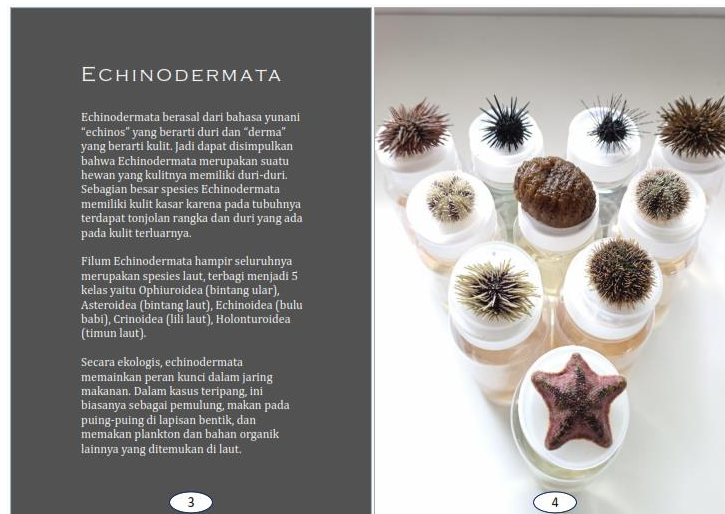 ECHINODERMATA
Echinodermata berasal dari bahasa yunani
“echinos” yang berarti duri dan “derma”
yang berarti kulit. Jadi dapat disimpulkan
bahwa Echinodermata merupakan suatu
hewan yang kulitnya memiliki duri-duri.
Sebagian besar spesies Echinodermata
memiliki kulit kasar karena pada tubuhnya
terdapat tonjolan rangka dan duri yang ada
pada kulit terluarnya.
Filum Echinodermata hampir seluruhnya
merupakan spesies laut, terbagi menjadi 5
kelas yaitu Ophiuroidea (bintang ular),
Asteroidea (bintang laut), Echinoidea (bulu
babi), Crinoidea (lili laut), Holonturoidea
(timun laut).
Secara ekologis, echinodermata
memainkan peran kunci dalam jaring
makanan. Dalam kasus teripang, ini
biasanya sebagai pemulung, makan pada
puing-puing di lapisan bentik, dan
memakan plankton dan bahan organik
lainnya yang ditemukan di laut.
3
4